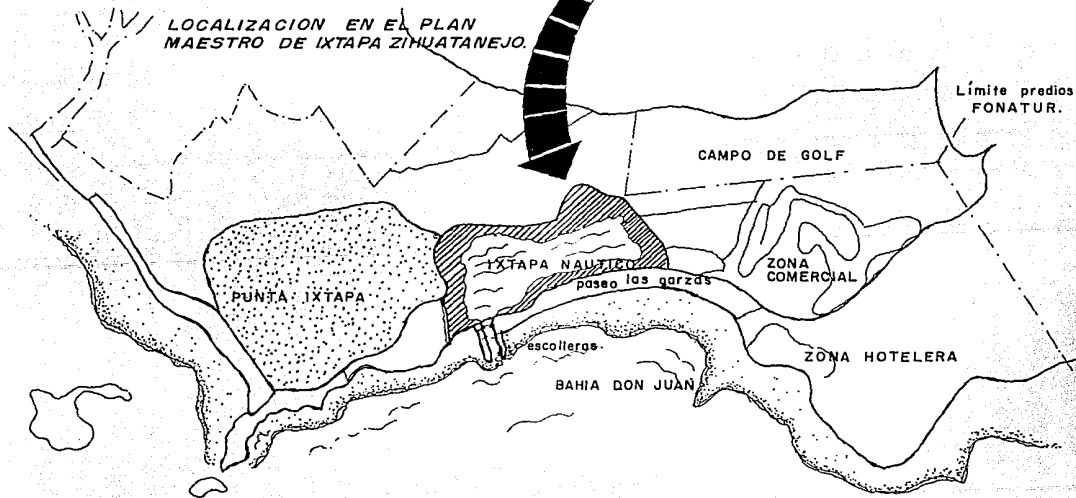 LOCALIZACION EN EL PLAN
MAESTRO DE IXTAPA ZIHUATANEJO.
Límite predios
FONATUR.
CAMPO DE GOLF
IXTAPA NAUTICO
ZONA
COMERCIAL
paseo las garzas
PUNTA IXTAPA
escolleras.
ZONA HOTELERA
BAHIA DON JUAN